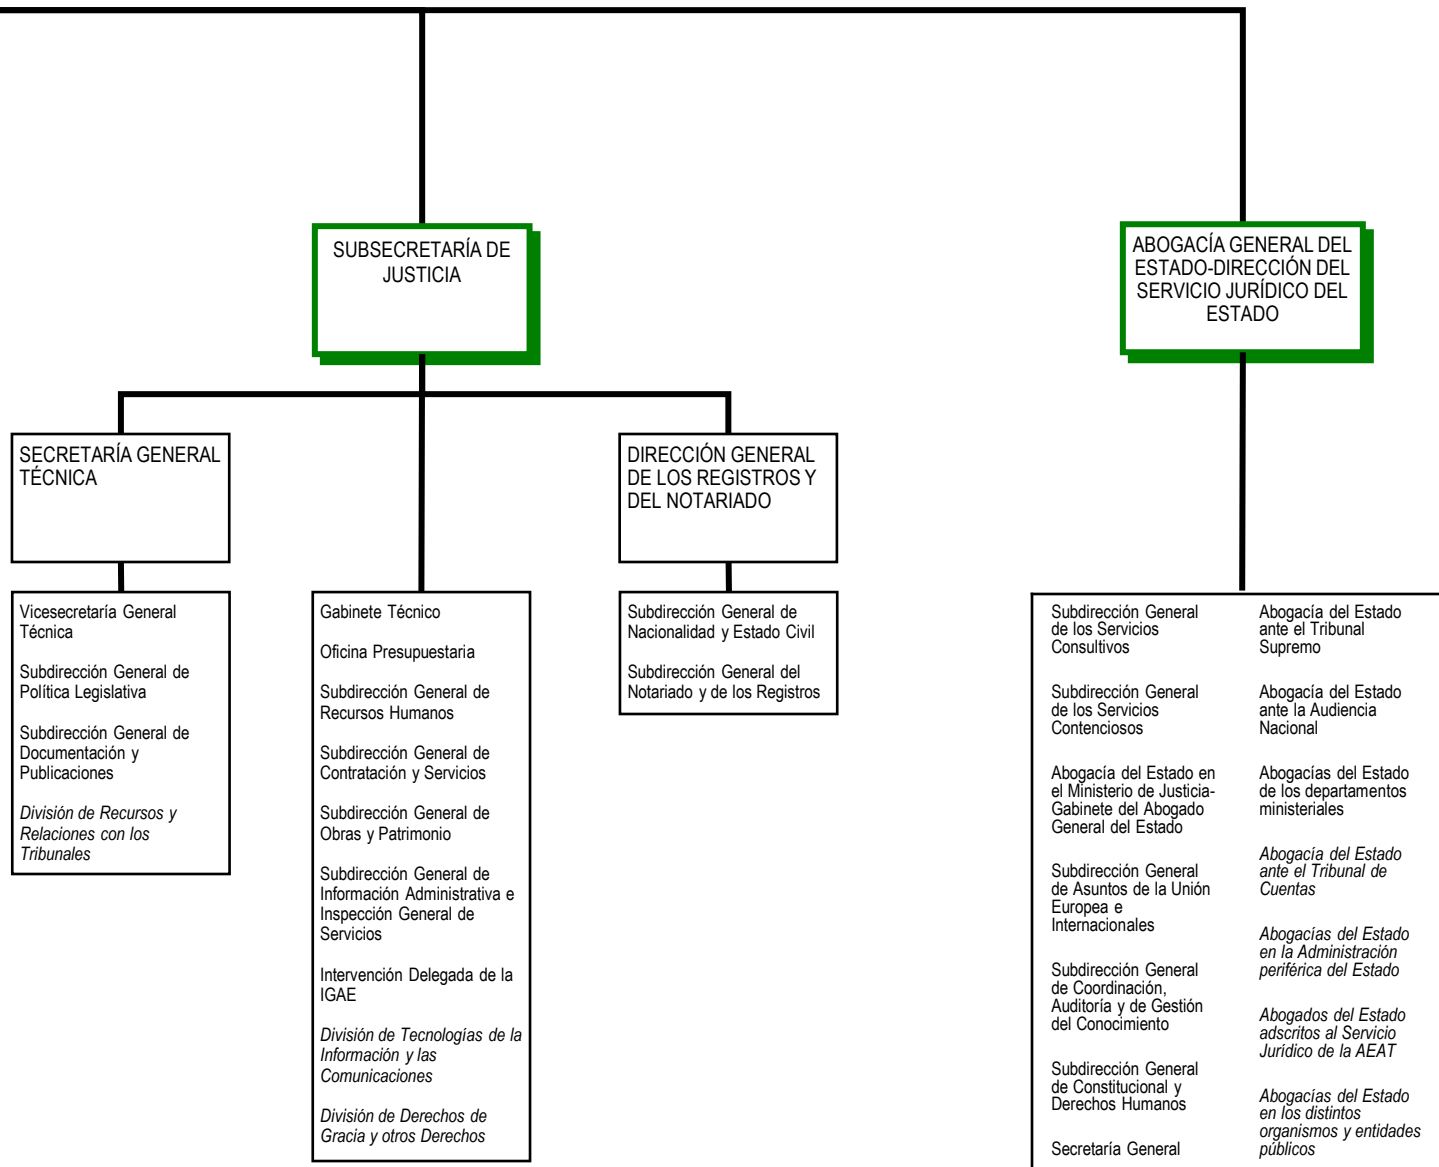 SUBSECRETARÍA DE
JUSTICIA
ABOGACÍA GENERAL DEL
ESTADO-DIRECCIÓN DEL
SERVICIO JURÍDICO DEL
ESTADO
SECRETARÍA GENERAL
TÉCNICA
DIRECCIÓN GENERAL
DE LOS REGISTROS Y
DEL NOTARIADO
Vicesecretaría General
Técnica
Subdirección General de
Política Legislativa
Subdirección General de
Documentación y
Publicaciones
División de Recursos y
Relaciones con los
Tribunales
Gabinete Técnico
Oficina Presupuestaria
Subdirección General de
Recursos Humanos
Subdirección General de
Contratación y Servicios
Subdirección General de
Obras y Patrimonio
Subdirección General de
Información Administrativa e
Inspección General de
Servicios
Intervención Delegada de la
IGAE
División de Tecnologías de la
Información y las
Comunicaciones
División de Derechos de
Gracia y otros Derechos
Subdirección General de
Nacionalidad y Estado Civil
Subdirección General del
Notariado y de los Registros
Subdirección General
de los Servicios
Consultivos
Subdirección General
de los Servicios
Contenciosos
Abogacía del Estado en
el Ministerio de Justicia-
Gabinete del Abogado
General del Estado
Subdirección General
de Asuntos de la Unión
Europea e
Internacionales
Subdirección General
de Coordinación,
Auditoría y de Gestión
del Conocimiento
Subdirección General
de Constitucional y
Derechos Humanos
Secretaría General
Abogacía del Estado
ante el Tribunal
Supremo
Abogacía del Estado
ante la Audiencia
Nacional
Abogacías del Estado
de los departamentos
ministeriales
Abogacía del Estado
ante el Tribunal de
Cuentas
Abogacías del Estado
en la Administración
periférica del Estado
Abogados del Estado
adscritos al Servicio
Jurídico de la AEAT
Abogacías del Estado
en los distintos
organismos y entidades
públicos